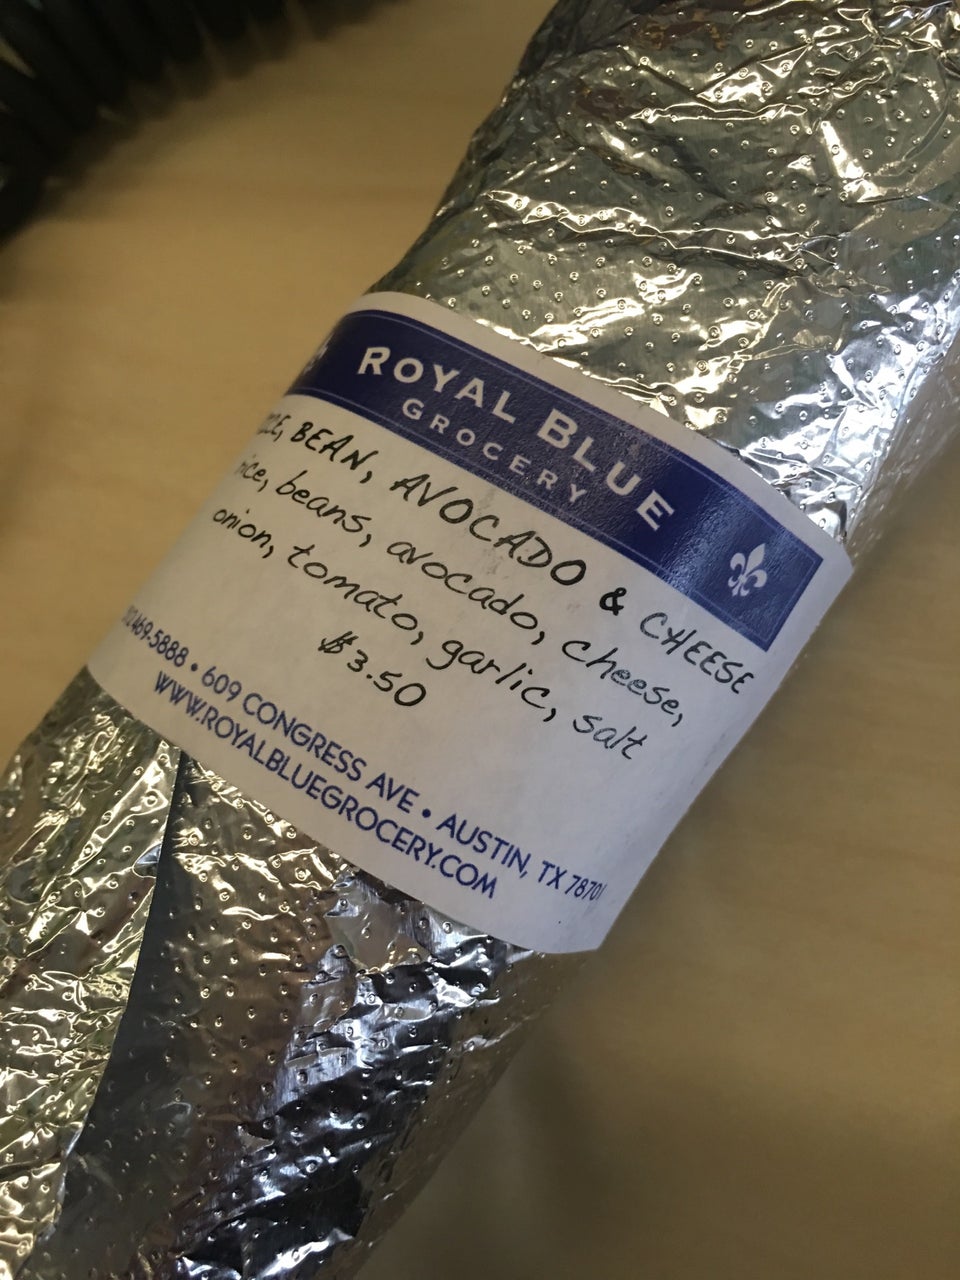 ROYAL BLUE
GROCERY
BEAN, AVOCADO & CHEESE
rice, beans, avocado, cheese,
onion, tomato, garlic, salt
$3.50
469-5888 • 609 CONGRESS AVE • AUSTIN, TX 78701
WWW.ROYALBLUEGROCERY.COM